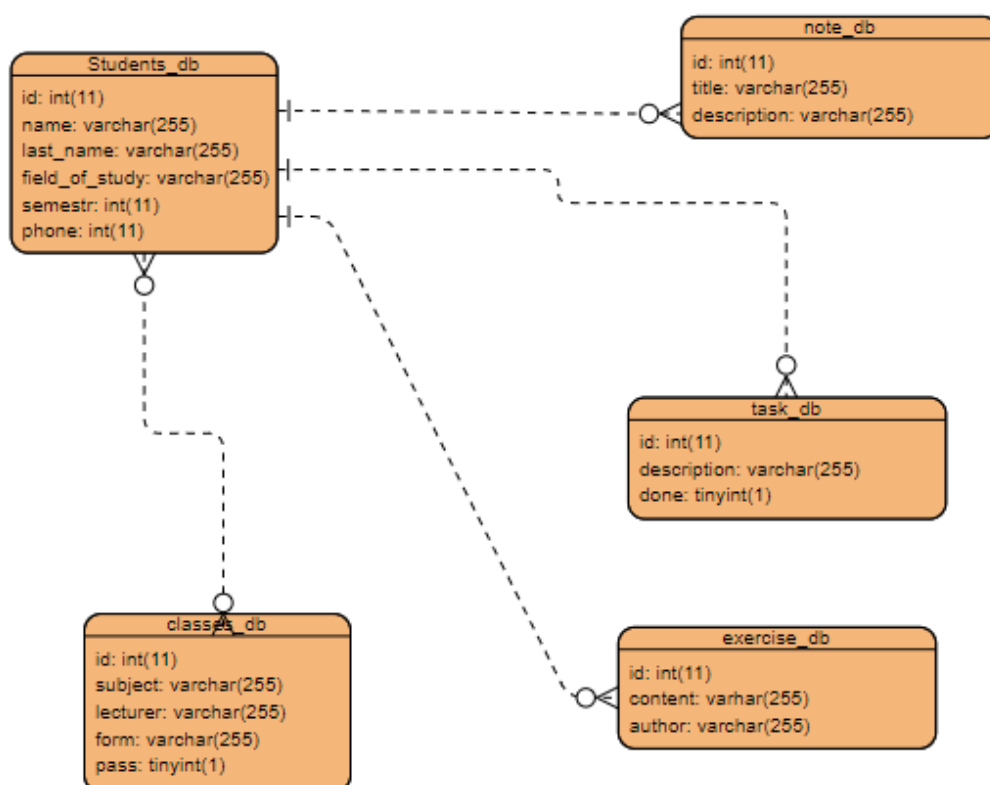 Students_db
id: int(11)
name: varchar(255)
last_name: varchar(255)
field_of_study: varchar(255)
semestr: int(11)
phone: int(11)
note_db
id: int(11)
title: varchar(255)
description: varchar(255)
task_db
id: int(11)
description: varchar(255)
done: tinyint(1)
classes_db
id: int(11)
subject: varchar(255)
lecturer: varchar(255)
form: varchar(255)
pass: tinyint(1)
exercise_db
id: int(11)
content: varhar(255)
author: varchar(255)